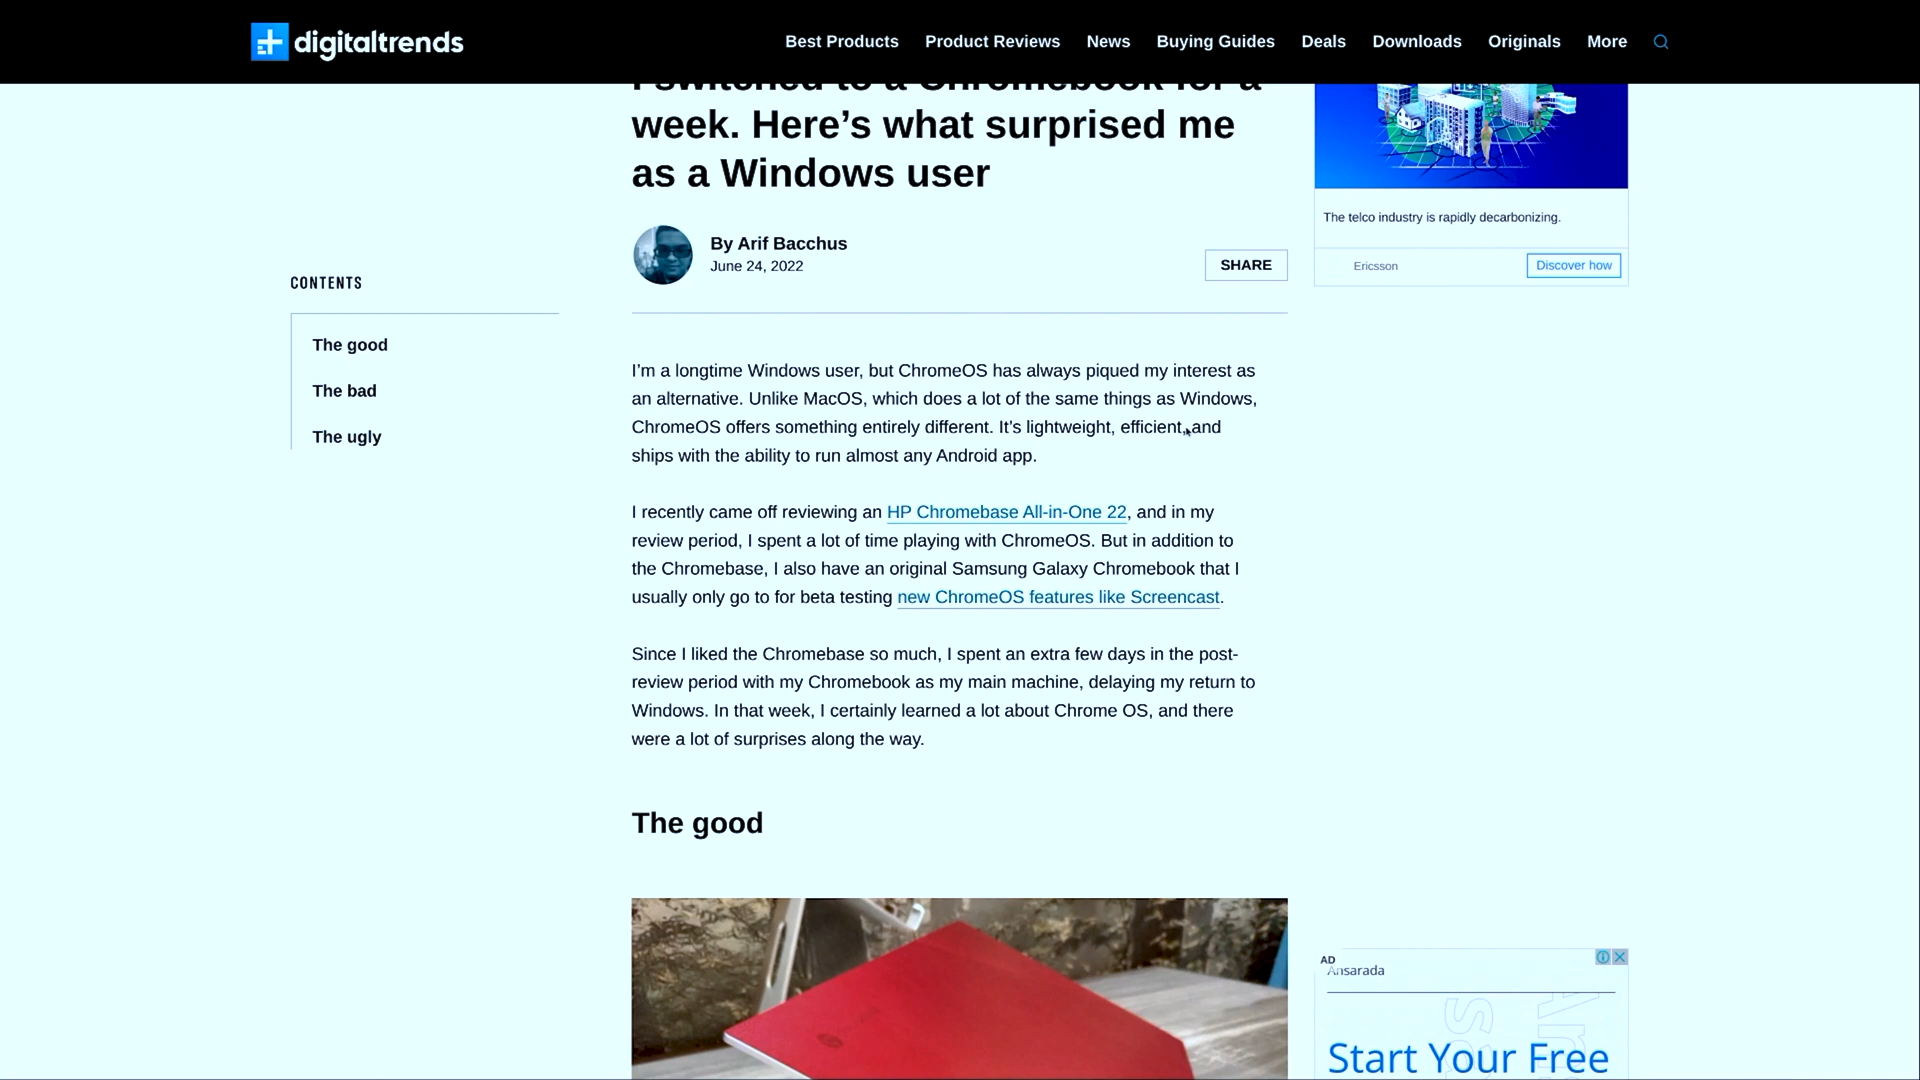 digitaltrends
Best Products Product Reviews News Buying Guides Deals Downloads Originals More
I switched to a Chromebook for a
week. Here’s what surprised me
as a Windows user
By Arif Bacchus
June 24, 2022
SHARE
The telco industry is rapidly decarbonizing.
Ericsson
Discover how
CONTENTS
The good
The bad
The ugly
I’m a longtime Windows user, but ChromeOS has always piqued my interest as
an alternative. Unlike MacOS, which does a lot of the same things as Windows,
ChromeOS offers something entirely different. It’s lightweight, efficient, and
ships with the ability to run almost any Android app.
I recently came off reviewing an HP Chromebase All-in-One 22, and in my
review period, I spent a lot of time playing with ChromeOS. But in addition to
the Chromebase, I also have an original Samsung Galaxy Chromebook that I
usually only go to for beta testing new ChromeOS features like Screencast.
Since I liked the Chromebase so much, I spent an extra few days in the post-
review period with my Chromebook as my main machine, delaying my return to
Windows. In that week, I certainly learned a lot about Chrome OS, and there
were a lot of surprises along the way.
The good
AD
Ansarada
Start Your Free